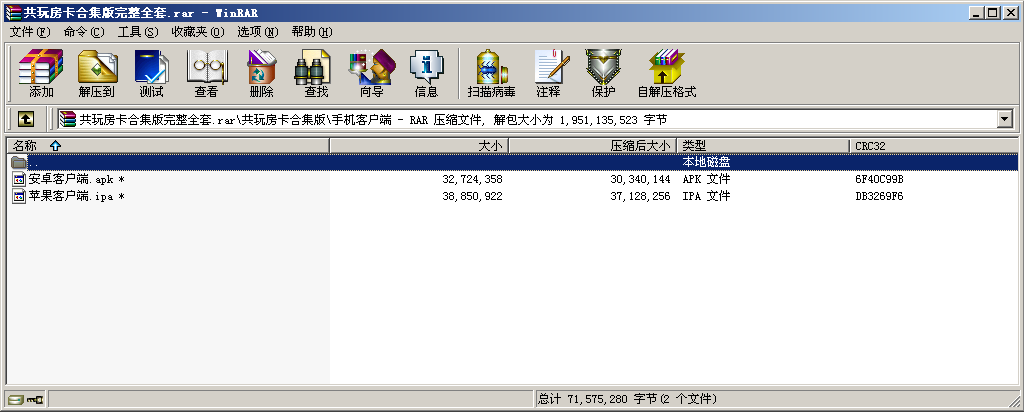 共玩房卡合集版完整全套.rar - WinRAR
文件(F) 命令(C) 工具(S) 收藏夹(O) 选项(N) 帮助(H)
添加 解压到 测试 查看 删除 查找 向导 信息 扫描病毒 注释 保护 自解压格式
共玩房卡合集版完整全套.rar\共玩房卡合集版\手机客户端 - RAR 压缩文件, 解包大小为 1,951,135,523 字节
名称 大小 压缩后大小 类型 CRC32
.. 本地磁盘
安卓客户端.apk * 32,724,358 30,340,144 APK 文件 6F40C99B
苹果客户端.ipa * 38,850,922 37,128,256 IPA 文件 DB3269F6
总计 71,575,280 字节(2 个文件)